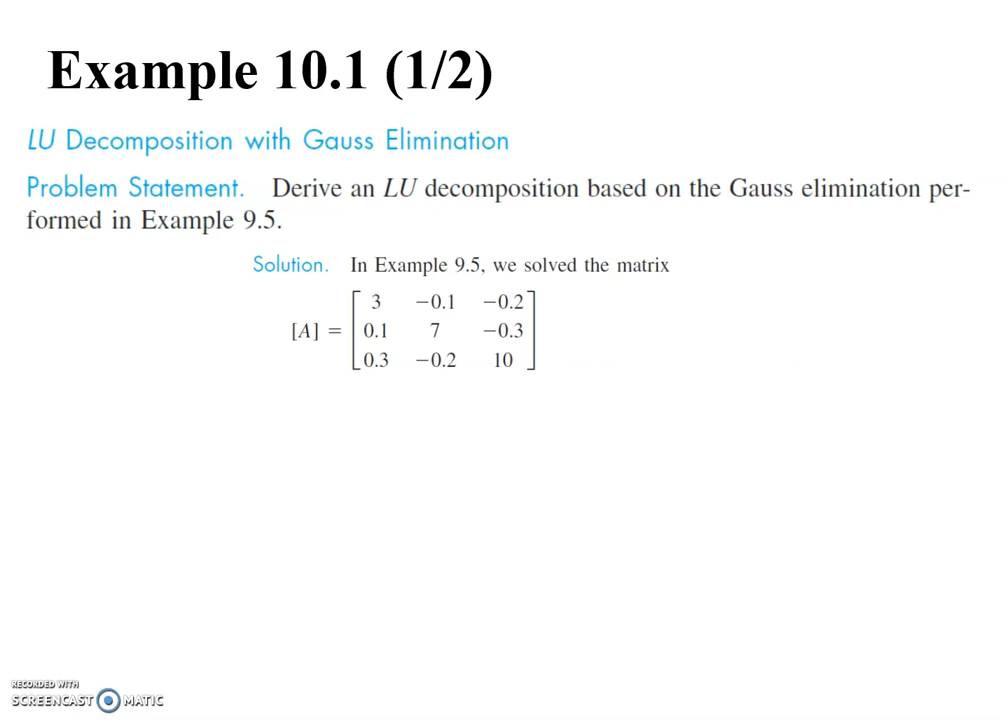 Example 10.1 (1/2)
LU Decomposition with Gauss Elimination
Problem Statement. Derive an LU decomposition based on the Gauss elimination per-
formed in Example 9.5.
Solution. In Example 9.5, we solved the matrix
3 −0.1 −0.2
[A] = 0.1 7 −0.3
0.3 −0.2 10
RECORDED WITH
SCREENCAST MATIC